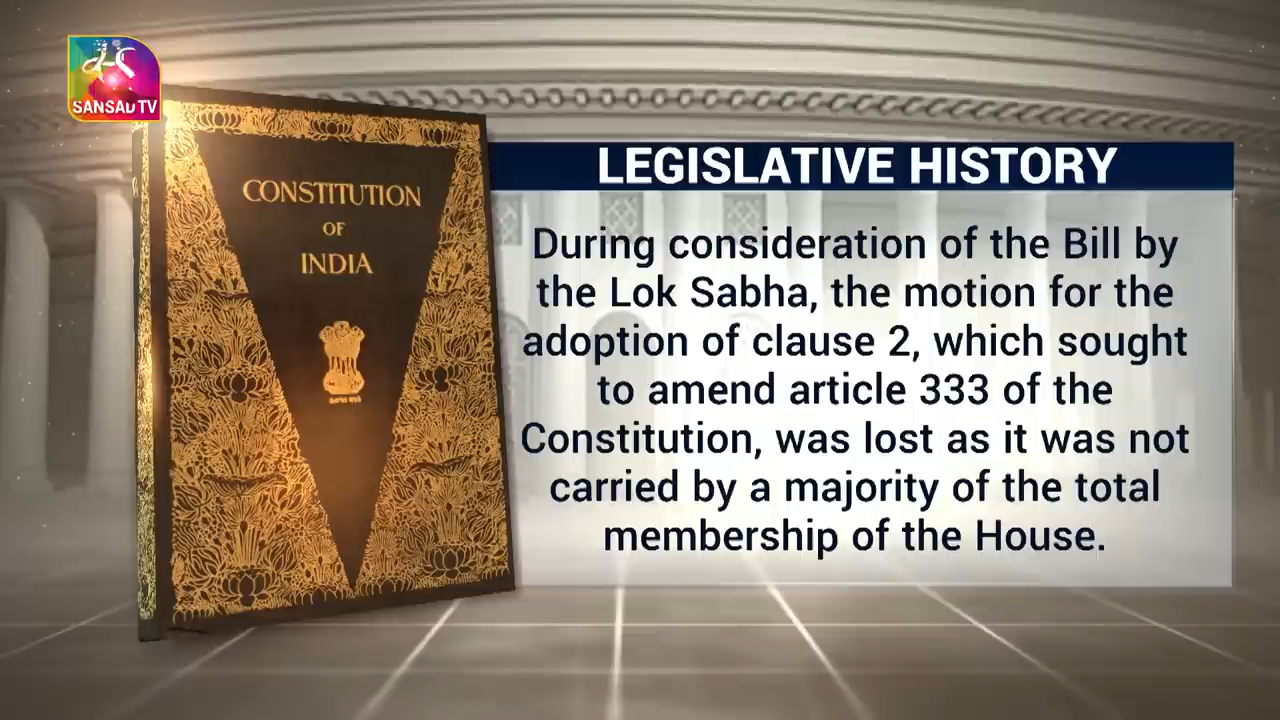 SANSAD TV
CONSTITUTION
OF
INDIA
LEGISLATIVE HISTORY
During consideration of the Bill by
the Lok Sabha, the motion for the
adoption of clause 2, which sought
to amend article 333 of the
Constitution, was lost as it was not
carried by a majority of the total
membership of the House.